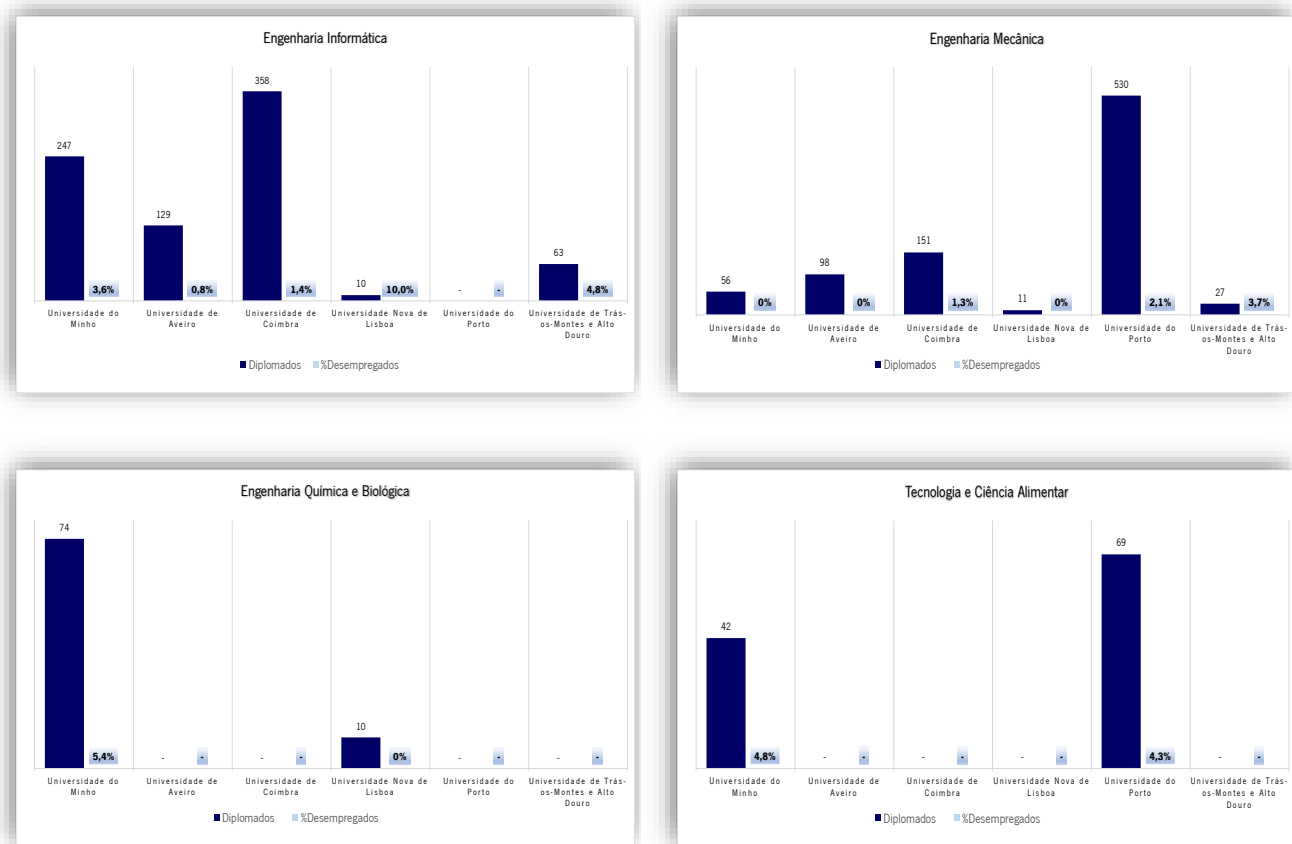 Engenharia Informática
358
247
129
63
10
3,6%
0,8%
1,4%
10,0%
-
-
4,8%
Universidade do
Minho
Universidade de
Aveiro
Universidade de
Coimbra
Universidade Nova de
Lisboa
Universidade do
Porto
Universidade de Trás-
os-Montes e Alto
Douro
Diplomados
%Desempregados
Engenharia Mecânica
530
151
98
56
11
27
0%
0%
1,3%
0%
2,1%
3,7%
Universidade do
Minho
Universidade de
Aveiro
Universidade de
Coimbra
Universidade Nova de
Lisboa
Universidade do
Porto
Universidade de Trás-
os-Montes e Alto
Douro
Diplomados
%Desempregados
Engenharia Química e Biológica
74
10
5,4%
-
-
-
-
0%
-
-
-
-
Universidade do
Minho
Universidade de
Aveiro
Universidade de
Coimbra
Universidade Nova de
Lisboa
Universidade do
Porto
Universidade de Trás-
os-Montes e Alto
Douro
Diplomados
%Desempregados
Tecnologia e Ciência Alimentar
69
42
4,8%
-
-
-
-
-
-
4,3%
-
-
Universidade do
Minho
Universidade de
Aveiro
Universidade de
Coimbra
Universidade Nova de
Lisboa
Universidade do
Porto
Universidade de Trás-
os-Montes e Alto
Douro
Diplomados
%Desempregados